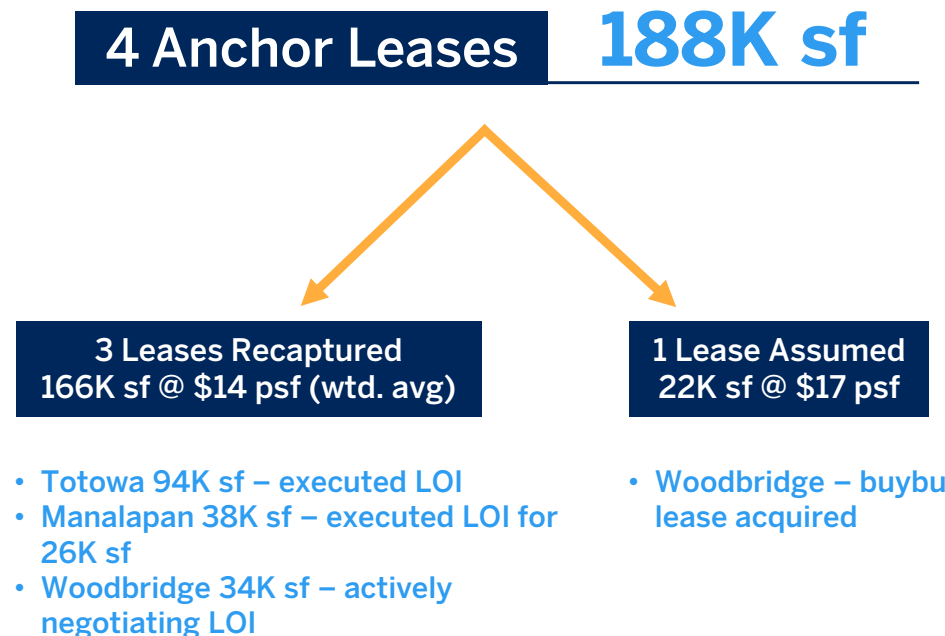 4 Anchor Leases 188K sf
3 Leases Recaptured
166K sf @ $14 psf (wtd. avg)
• Totowa 94K sf – executed LOI
• Manalapan 38K sf – executed LOI for
26K sf
• Woodbridge 34K sf – actively
negotiating LOI
1 Lease Assumed
22K sf @ $17 psf
• Woodbridge – buybu
lease acquired